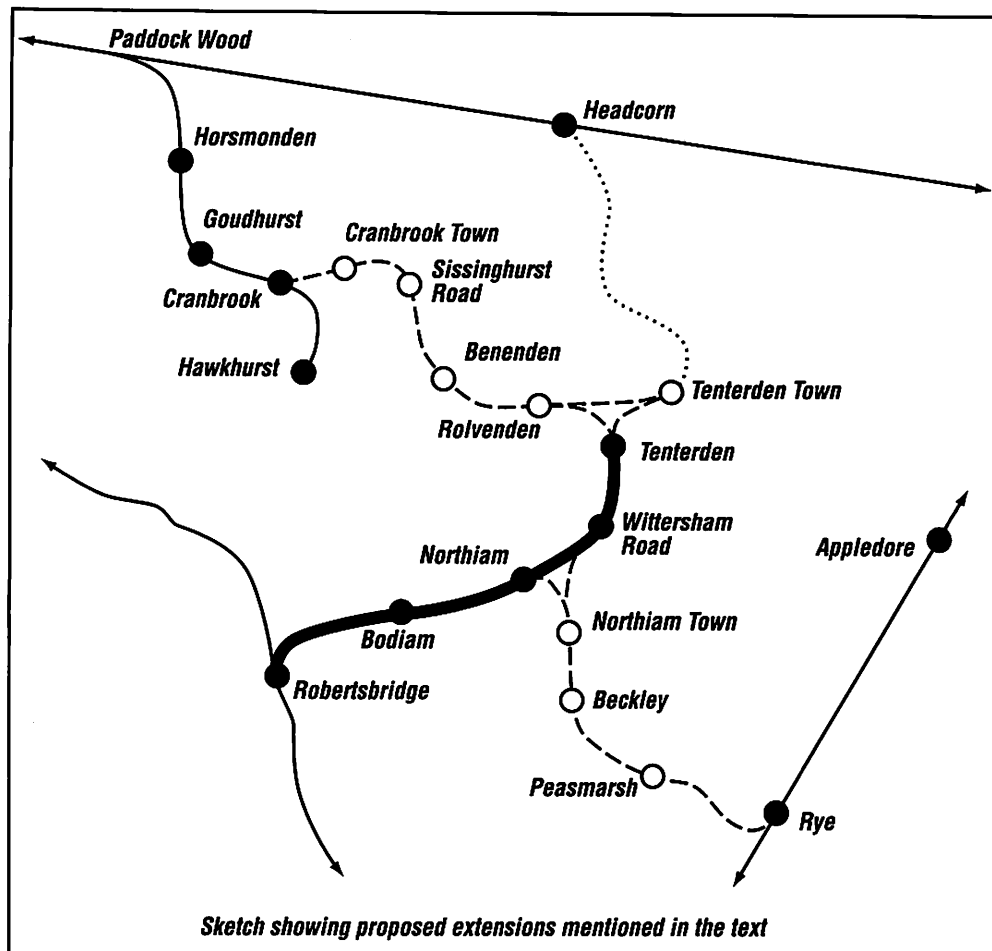 Paddock Wood
Headcorn
Horsmonden
Goudhurst
Cranbrook Town
Sissinghurst
Road
Cranbrook
Hawkhurst
Benenden
Rolvenden
Tenterden Town
Tenterden
Wittersham
Road
Appledore
Northiam
Northiam Town
Bodiam
Robertsbridge
Beckley
Peasmarsh
Rye
Sketch showing proposed extensions mentioned in the text